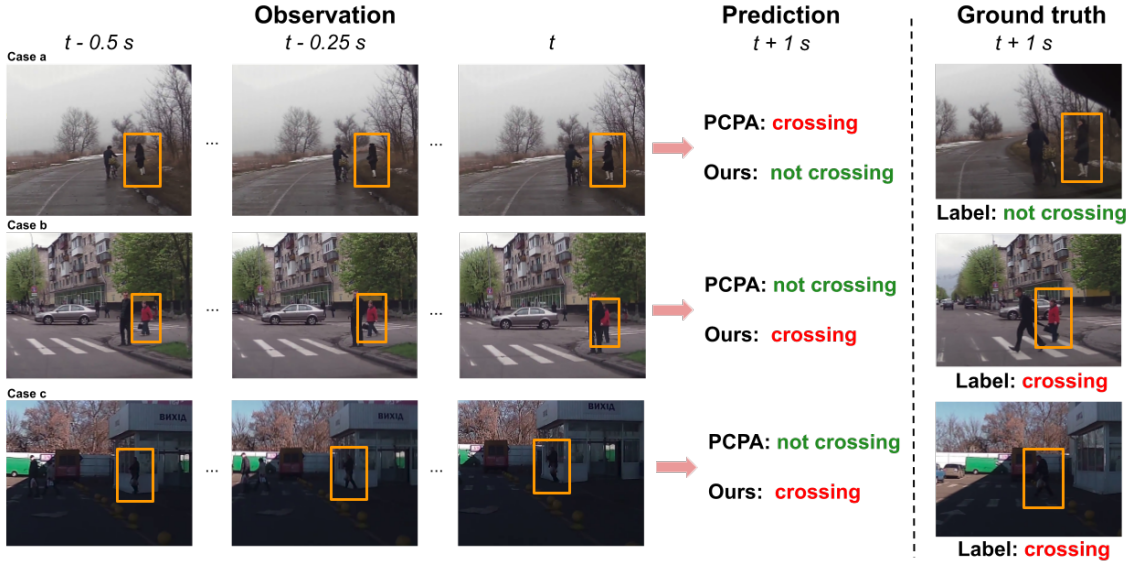 Observation Prediction Ground truth
t - 0.5 s t - 0.25 s t t + 1 s t + 1 s
Case a
... ...
PCPA: crossing
Ours: not crossing
Label: not crossing
Case b
... ...
PCPA: not crossing
Ours: crossing
Label: crossing
Case c
ВИХІД ВИХІД ВИХІД
... ...
PCPA: not crossing
Ours: crossing
Label: crossing